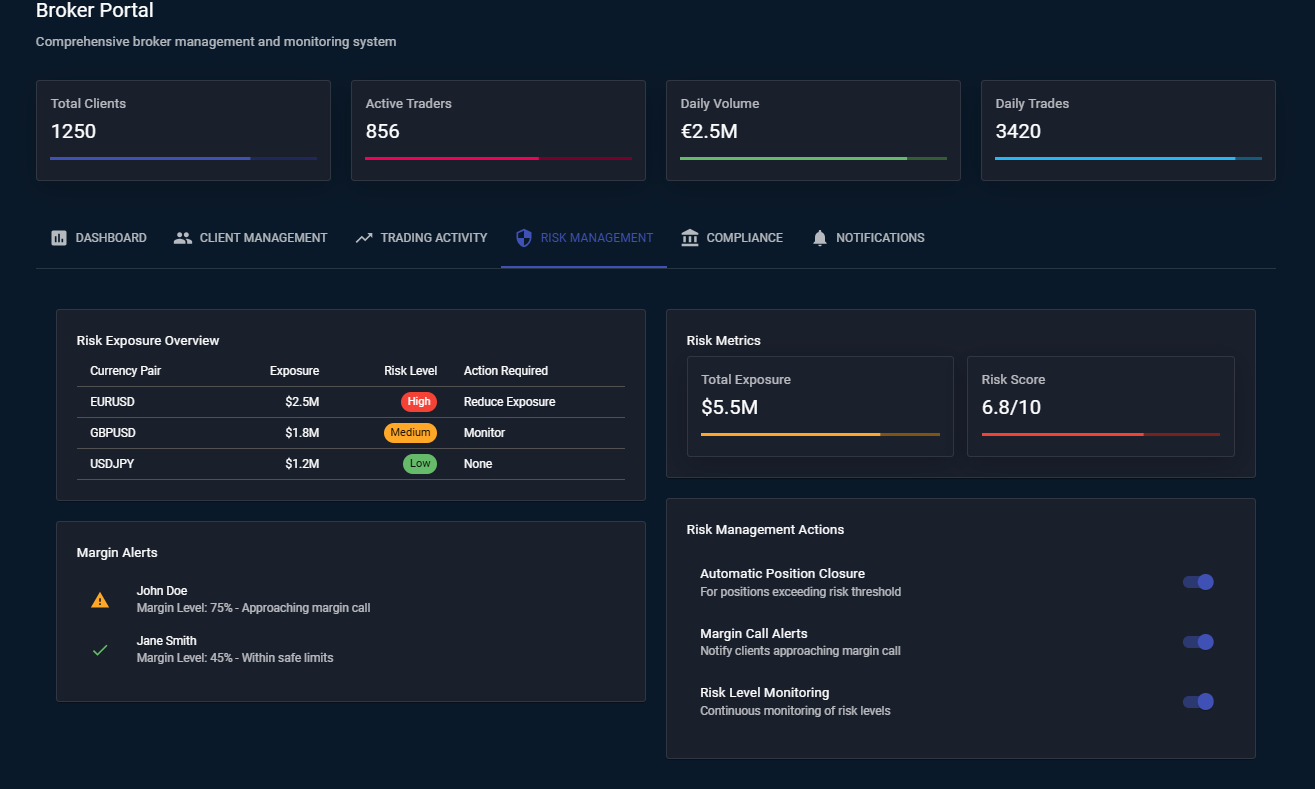 Broker Portal
Comprehensive broker management and monitoring system
Total Clients
1250
Active Traders
856
Daily Volume
€2.5M
Daily Trades
3420
DASHBOARD
CLIENT MANAGEMENT
TRADING ACTIVITY
RISK MANAGEMENT
COMPLIANCE
NOTIFICATIONS
Risk Exposure Overview
Currency Pair Exposure Risk Level Action Required
EURUSD $2.5M High Reduce Exposure
GBPUSD $1.8M Medium Monitor
USDJPY $1.2M Low None
Margin Alerts
John Doe
Margin Level: 75% - Approaching margin call
Jane Smith
Margin Level: 45% - Within safe limits
Risk Metrics
Total Exposure
$5.5M
Risk Score
6.8/10
Risk Management Actions
Automatic Position Closure
For positions exceeding risk threshold
Margin Call Alerts
Notify clients approaching margin call
Risk Level Monitoring
Continuous monitoring of risk levels